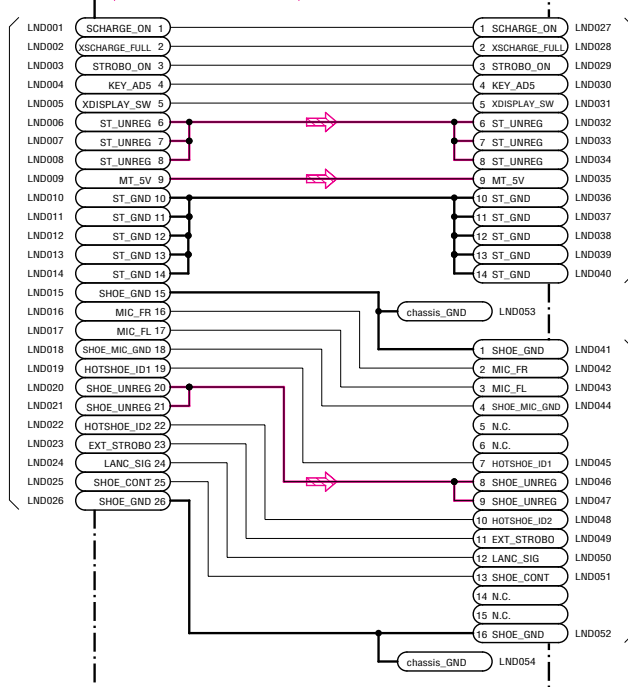 LND001 SCHARGE_ON 1 1 SCHARGE_ON LND027
LND002 XSCHARGE_FULL 2 2 XSCHARGE_FULL LND028
LND003 STROBO_ON 3 3 STROBO_ON LND029
LND004 KEY_AD5 4 4 KEY_AD5 LND030
LND005 XDISPLAY_SW 5 5 XDISPLAY_SW LND031
LND006 ST_UNREG 6 6 ST_UNREG LND032
LND007 ST_UNREG 7 7 ST_UNREG LND033
LND008 ST_UNREG 8 8 ST_UNREG LND034
LND009 MT_5V 9 9 MT_5V LND035
LND010 ST_GND 10 10 ST_GND LND036
LND011 ST_GND 11 11 ST_GND LND037
LND012 ST_GND 12 12 ST_GND LND038
LND013 ST_GND 13 13 ST_GND LND039
LND014 ST_GND 14 14 ST_GND LND040
LND015 SHOE_GND 15
LND016 MIC_FR 16 chassis_GND LND053
LND017 MIC_FL 17
LND018 SHOE_MIC_GND 18 1 SHOE_GND LND041
LND019 HOTSHOE_ID1 19 2 MIC_FR LND042
LND020 SHOE_UNREG 20 3 MIC_FL LND043
LND021 SHOE_UNREG 21 4 SHOE_MIC_GND LND044
LND022 HOTSHOE_ID2 22 5 N.C.
LND023 EXT_STROBO 23 6 N.C.
LND024 LANC_SIG 24 7 HOTSHOE_ID1 LND045
LND025 SHOE_CONT 25 8 SHOE_UNREG LND046
LND026 SHOE_GND 26 9 SHOE_UNREG LND047
10 HOTSHOE_ID2 LND048
11 EXT_STROBO LND049
12 LANC_SIG LND050
13 SHOE_CONT LND051
14 N.C.
15 N.C.
16 SHOE_GND LND052
chassis_GND LND054